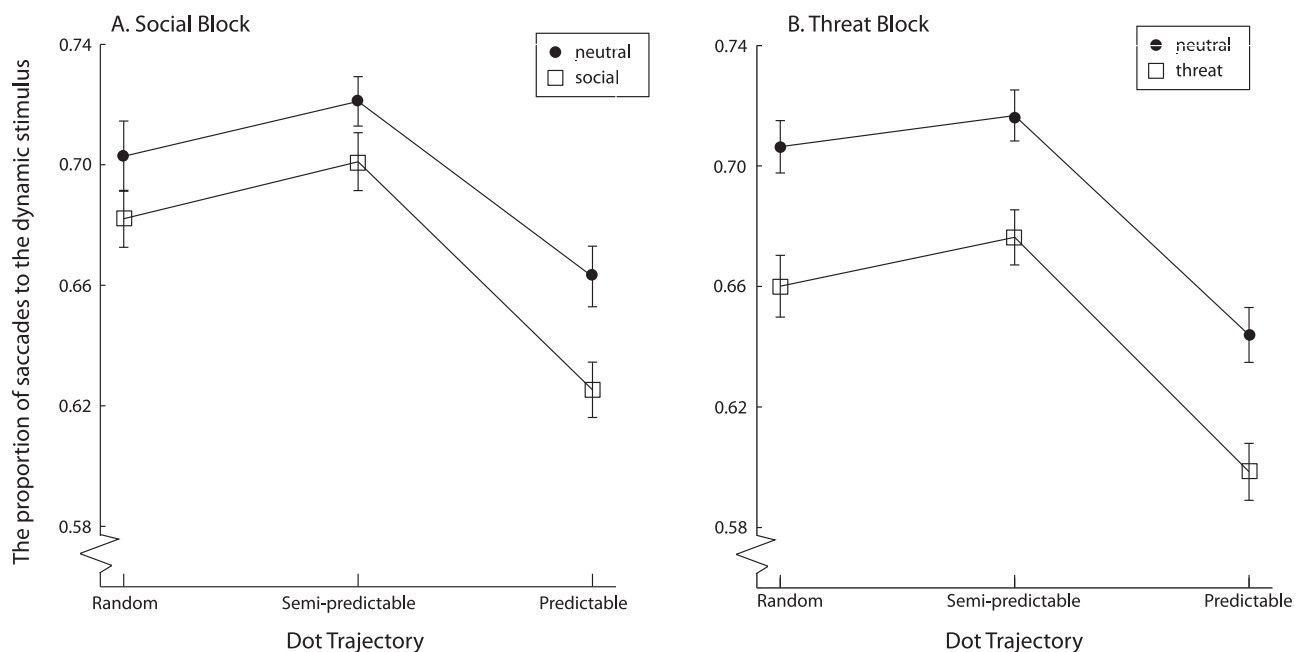 A. Social Block
B. Threat Block
The proportion of saccades to the dynamic stimulus
0.74
0.70
0.66
0.62
0.58
neutral
social
Random
Semi-predictable
Predictable
Dot Trajectory
0.74
0.70
0.66
0.62
0.58
neutral
threat
Random
Semi-predictable
Predictable
Dot Trajectory